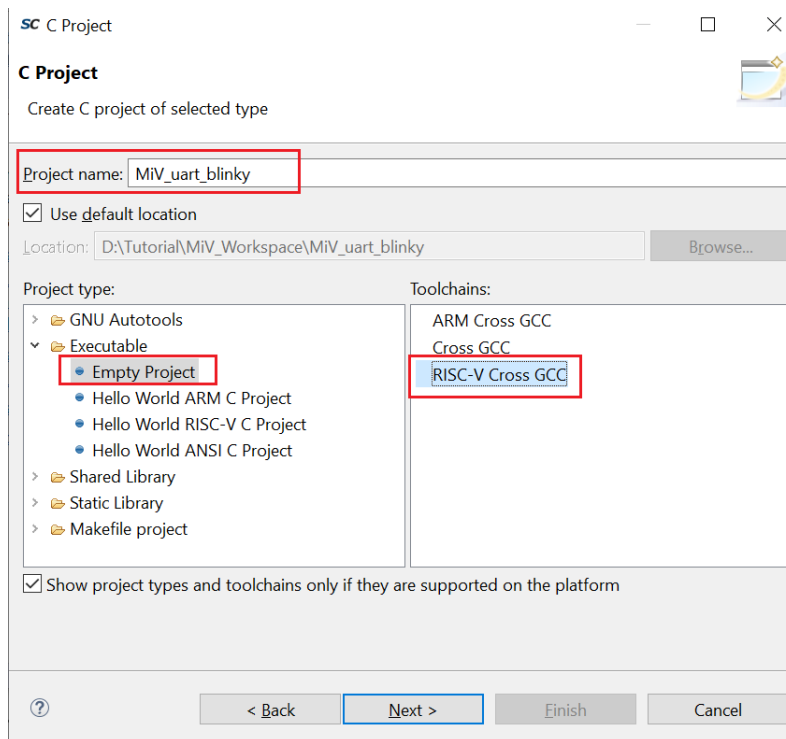 SC C Project
C Project
Create C project of selected type
Project name: MiV_uart_blinky
Use default location
Location: D:\Tutorial\MiV_Workspace\MiV_uart_blinky Browse...
Project type:
GNU Autotools
Executable
Empty Project
Hello World ARM C Project
Hello World RISC-V C Project
Hello World ANSI C Project
Shared Library
Static Library
Makefile project
Toolchains:
ARM Cross GCC
Cross GCC
RISC-V Cross GCC
Show project types and toolchains only if they are supported on the platform
? < Back Next > Finish Cancel